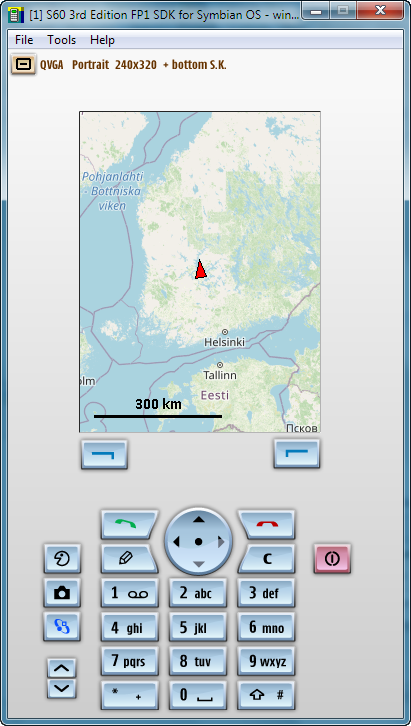 [1] S60 3rd Edition FP1 SDK for Symbian OS - win...
File Tools Help
QVGA Portrait 240x320 + bottom S.K.
Pohjanlahti
- Bottniska
viken
Helsinki
Tallinn
olm
Eesti
300 km
Псков
C
1
2 abc
3 def
4 ghi
5 jkl
6 mno
7 pqrs
8 tuv
9 wxyz
* +
0
#